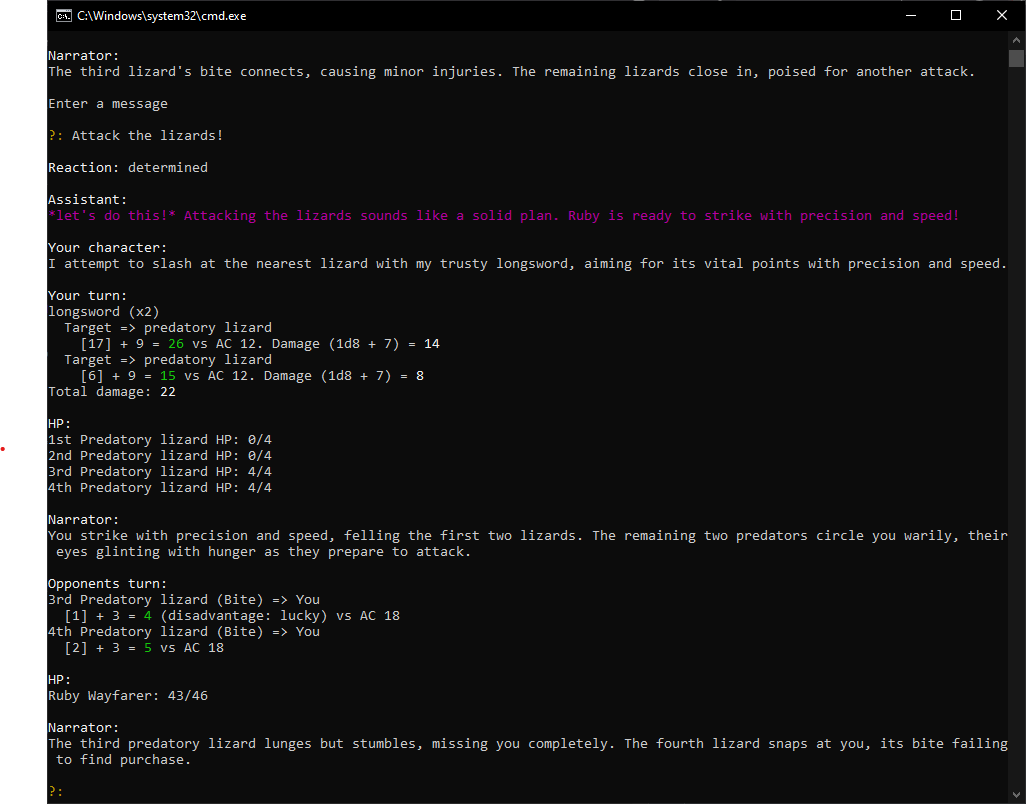 C:\Windows\system32\cmd.exe
Narrator:
The third lizard's bite connects, causing minor injuries. The remaining lizards close in, poised for another attack.
Enter a message
?: Attack the lizards!
Reaction: determined
Assistant:
*let's do this!* Attacking the lizards sounds like a solid plan. Ruby is ready to strike with precision and speed!
Your character:
I attempt to slash at the nearest lizard with my trusty longsword, aiming for its vital points with precision and speed.
Your turn:
longsword (x2)
Target => predatory lizard
[17] + 9 = 26 vs AC 12. Damage (1d8 + 7) = 14
Target => predatory lizard
[6] + 9 = 15 vs AC 12. Damage (1d8 + 7) = 8
Total damage: 22
HP:
1st Predatory lizard HP: 0/4
2nd Predatory lizard HP: 0/4
3rd Predatory lizard HP: 4/4
4th Predatory lizard HP: 4/4
Narrator:
You strike with precision and speed, felling the first two lizards. The remaining two predators circle you warily, their
eyes glinting with hunger as they prepare to attack.
Opponents turn:
3rd Predatory lizard (Bite) => You
[1] + 3 = 4 (disadvantage: lucky) vs AC 18
4th Predatory lizard (Bite) => You
[2] + 3 = 5 vs AC 18
HP:
Ruby Wayfarer: 43/46
Narrator:
The third predatory lizard lunges but stumbles, missing you completely. The fourth lizard snaps at you, its bite failing
to find purchase.
?: